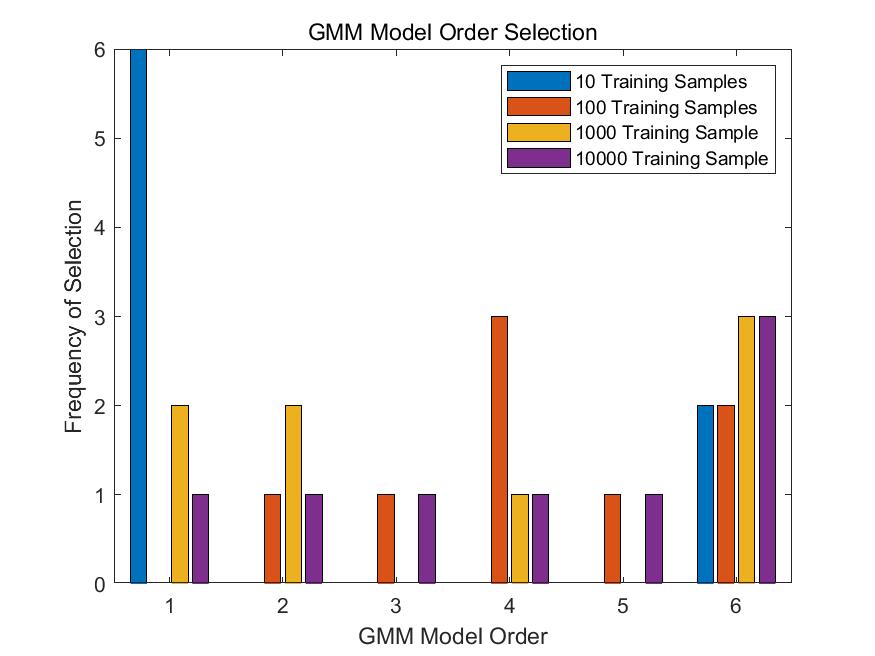 GMM Model Order Selection
6
5
4
3
2
1
0
Frequency of Selection
10 Training Samples
100 Training Samples
1000 Training Sample
10000 Training Sample
1 2 3 4 5 6
GMM Model Order